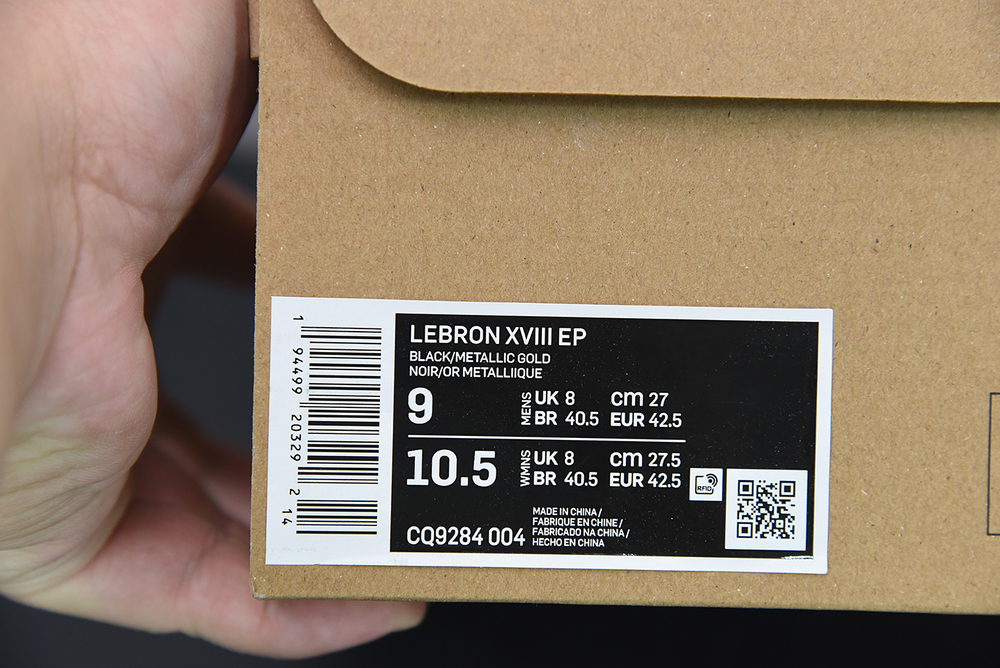 LEBRON XVIII EP
BLACK/METALLIC GOLD
NOIR/OR METALLIIQUE
9 MENS UK 8 cm 27
BR 40.5 EUR 42.5
10.5 WMNS UK 8 cm 27.5
BR 40.5 EUR 42.5
RFID
CQ9284 004
MADE IN CHINA /
FABRIQUE EN CHINE /
FABRICADO NA CHINA /
HECHO EN CHINA
1 94499 20329 2 14